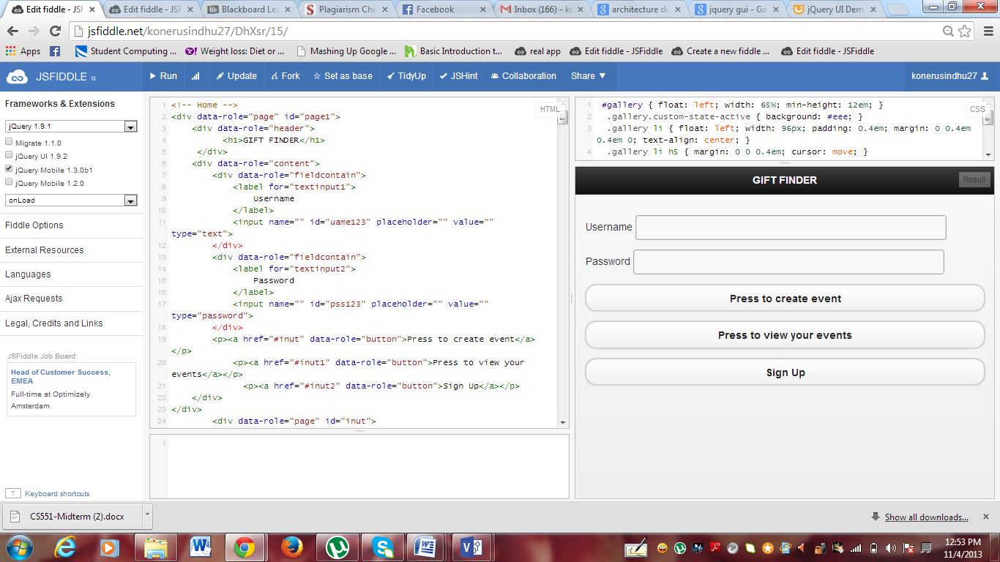 Edit fiddle - JSF
Edit fiddle - JSF
Blackboard Lea
Plagiarism Che
Facebook
Inbox (166) - k
architecture di
jquery gui - Go
jQuery UI Dem
jsfiddle.net/konerusindhu27/DhXsr/15/
Apps
Student Computing ...
Weight loss: Diet or ...
Mashing Up Google ...
Basic Introduction t...
real app
Edit fiddle - JSFiddle
Create a new fiddle ...
Edit fiddle - JSFiddle
JSFIDDLE α
Run
Update
Fork
Set as base
TidyUp
JSHint
Collaboration
Share
konerusindhu27
Frameworks & Extensions
jQuery 1.9.1
Migrate 1.1.0
jQuery UI 1.9.2
jQuery Mobile 1.3.0b1
jQuery Mobile 1.2.0
onLoad
Fiddle Options
External Resources
Languages
Ajax Requests
Legal, Credits and Links
JSFiddle Job Board:
Head of Customer Success,
EMEA
Full-time at Optimizely
Amsterdam
? Keyboard shortcuts
HTML
1 <!-- Home -->
2 <div data-role="page" id="page1">
3 <div data-role="header">
4 <h1>GIFT FINDER</h1>
5 </div>
6 <div data-role="content">
7 <div data-role="fieldcontain">
8 <label for="textinput1">
9 Username
10 </label>
11 <input name="" id="uame123" placeholder="" value=""
type="text">
12 </div>
13 <div data-role="fieldcontain">
14 <label for="textinput2">
15 Password
16 </label>
17 <input name="" id="pss123" placeholder="" value=""
type="password">
18 </div>
19 <p><a href="#inut" data-role="button">Press to create event</a>
</p>
20 <p><a href="#inut1" data-role="button">Press to view your
events</a></p>
21 <p><a href="#inut2" data-role="button">Sign Up</a></p>
22 </div>
23 </div>
24 <div data-role="page" id="inut">
1
CSS
1 #gallery { float: left; width: 65%; min-height: 12em; }
2 .gallery.custom-state-active { background: #eee; }
3 .gallery li { float: left; width: 96px; padding: 0.4em; margin: 0 0.4em
0.4em 0; text-align: center; }
4 .gallery li h5 { margin: 0 0 0.4em; cursor: move; }
GIFT FINDER
Result
Username
Password
Press to create event
Press to view your events
Sign Up
CS551-Midterm (2).docx
Show all downloads...
12:53 PM
11/4/2013